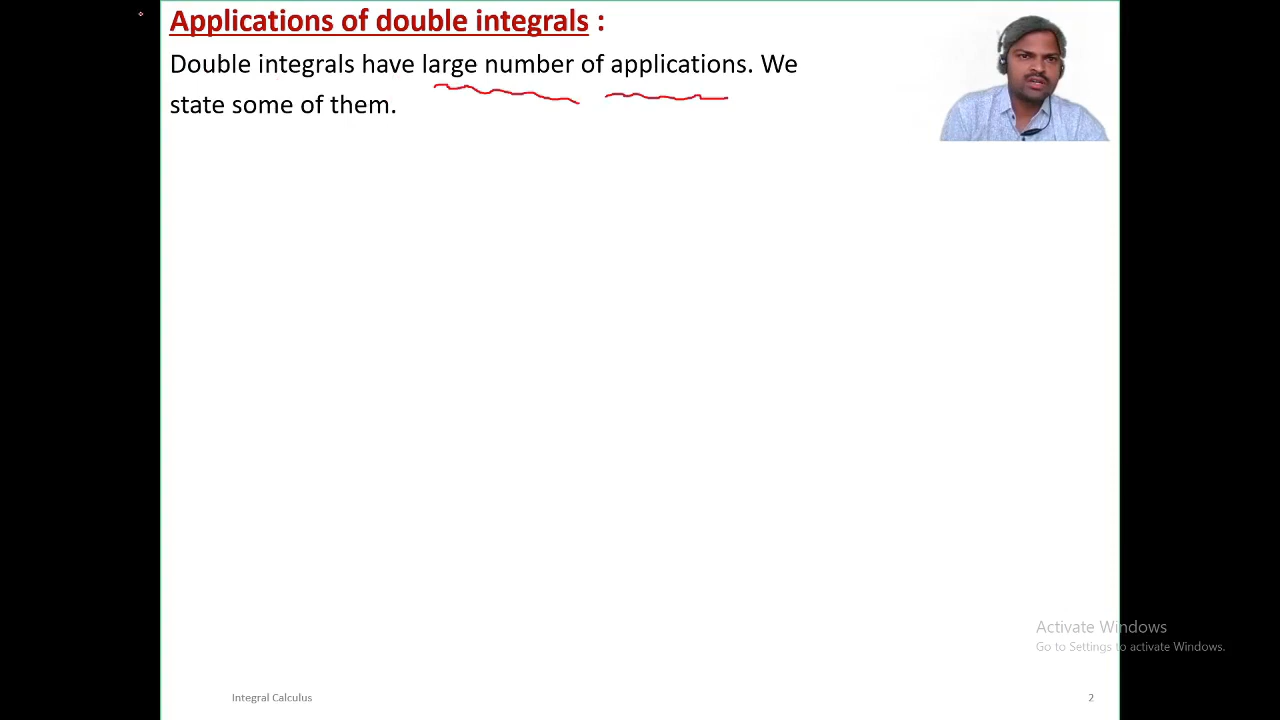 Applications of double integrals :
Double integrals have large number of applications. We
state some of them.
Activate Windows
Go to Settings to activate Windows.
Integral Calculus
2